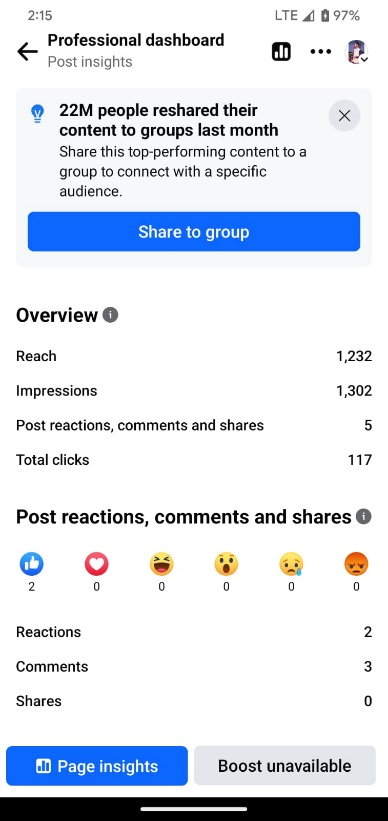 2:15
LTE 97%
Professional dashboard
Post insights
22M people reshared their
content to groups last month
Share this top-performing content to a
group to connect with a specific
audience.
Share to group
Overview
Reach 1,232
Impressions 1,302
Post reactions, comments and shares 5
Total clicks 117
Post reactions, comments and shares
2 0 0 0 0 0
Reactions 2
Comments 3
Shares 0
Page insights
Boost unavailable